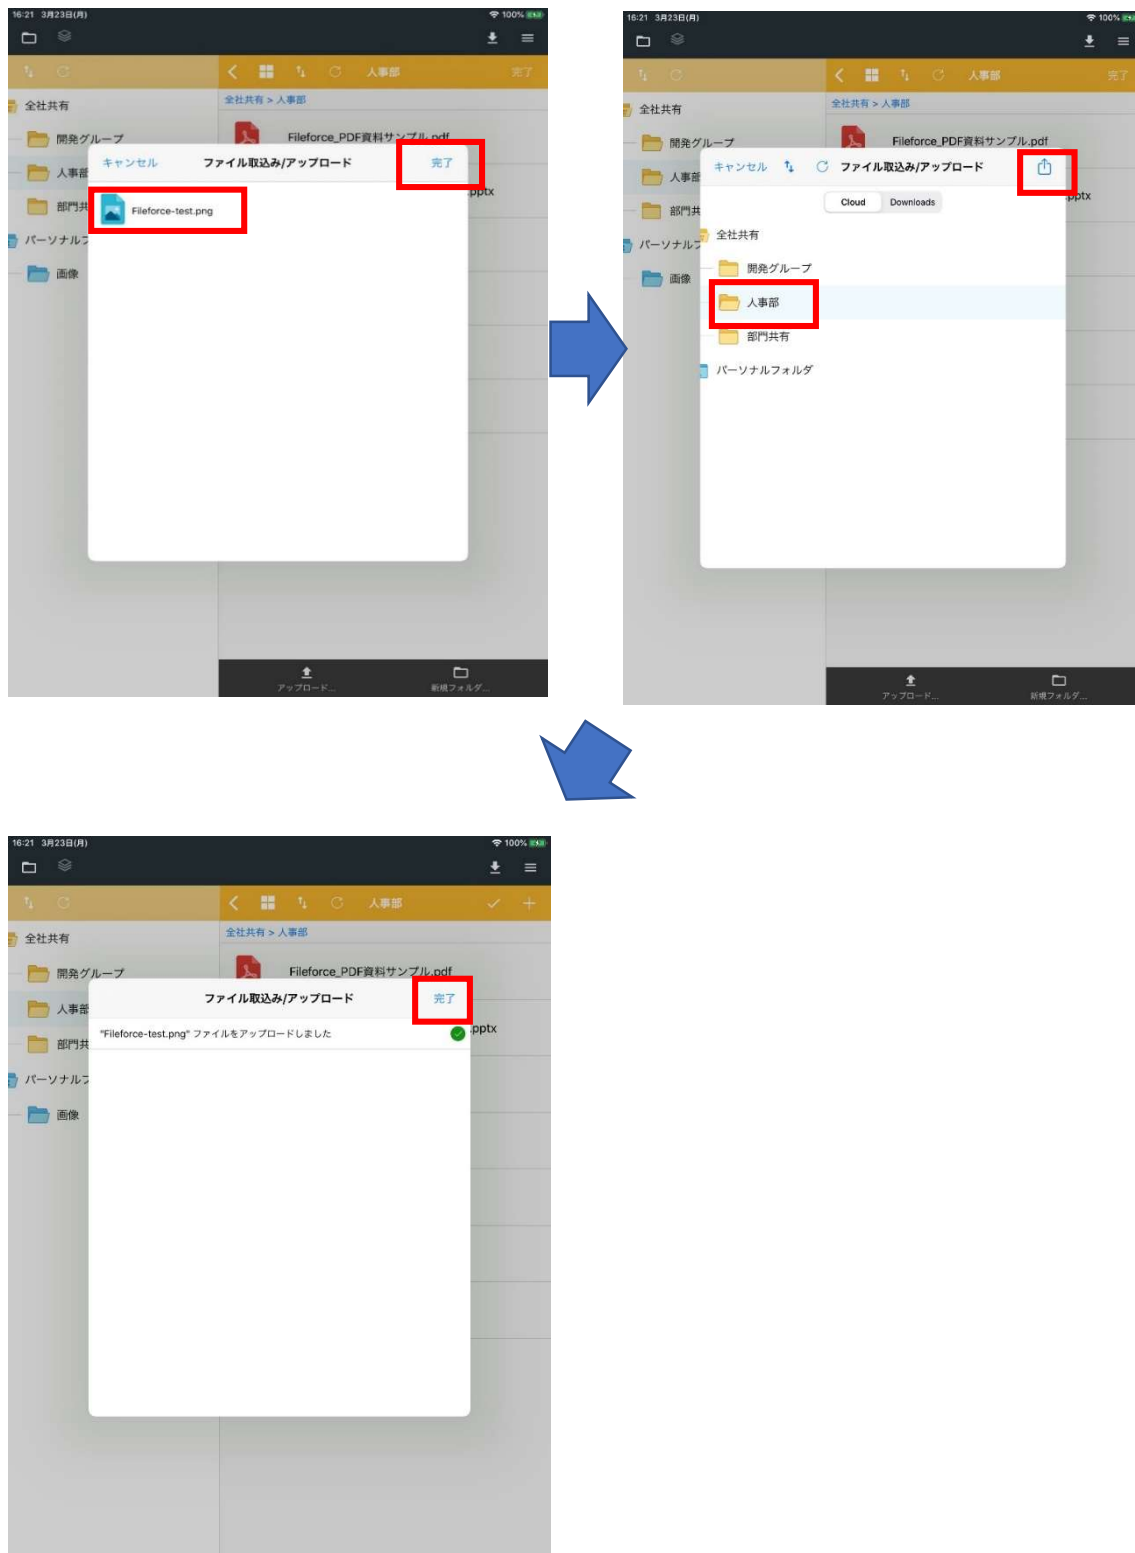 16:21 3月23日(月)
100%
人事部
完了
全社共有 > 人事部
全社共有
開発グループ
人事部
部門共
パーソナルフ
画像
Fileforce_PDF資料サンプル.pdf
.pptx
キャンセル
ファイル取込み/アップロード
完了
Fileforce-test.png
アップロード...
新規フォルダ...
16:21 3月23日(月)
100%
人事部
完了
全社共有 > 人事部
全社共有
開発グループ
人事部
部門共
パーソナルフ
画像
Fileforce_PDF資料サンプル.pdf
.pptx
キャンセル
ファイル取込み/アップロード
Cloud
Downloads
全社共有
開発グループ
人事部
部門共有
パーソナルフォルダ
アップロード...
新規フォルダ...
16:21 3月23日(月)
100%
人事部
全社共有 > 人事部
全社共有
開発グループ
人事部
部門共
パーソナルフ
画像
Fileforce_PDF資料サンプル.pdf
.pptx
ファイル取込み/アップロード
完了
"Fileforce-test.png" ファイルをアップロードしました